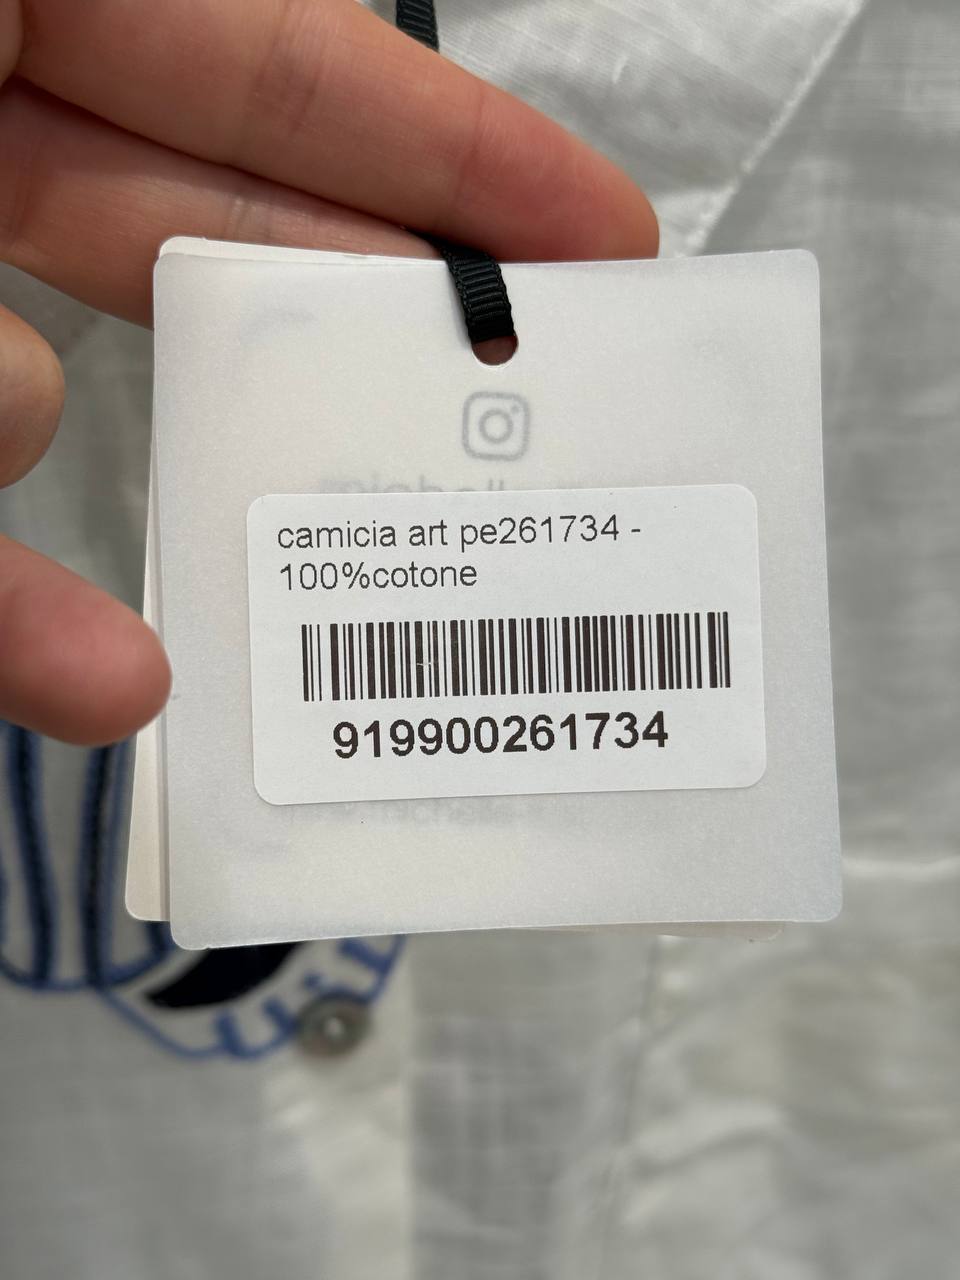 camicia art pe261734 -
100%cotone
919900261734